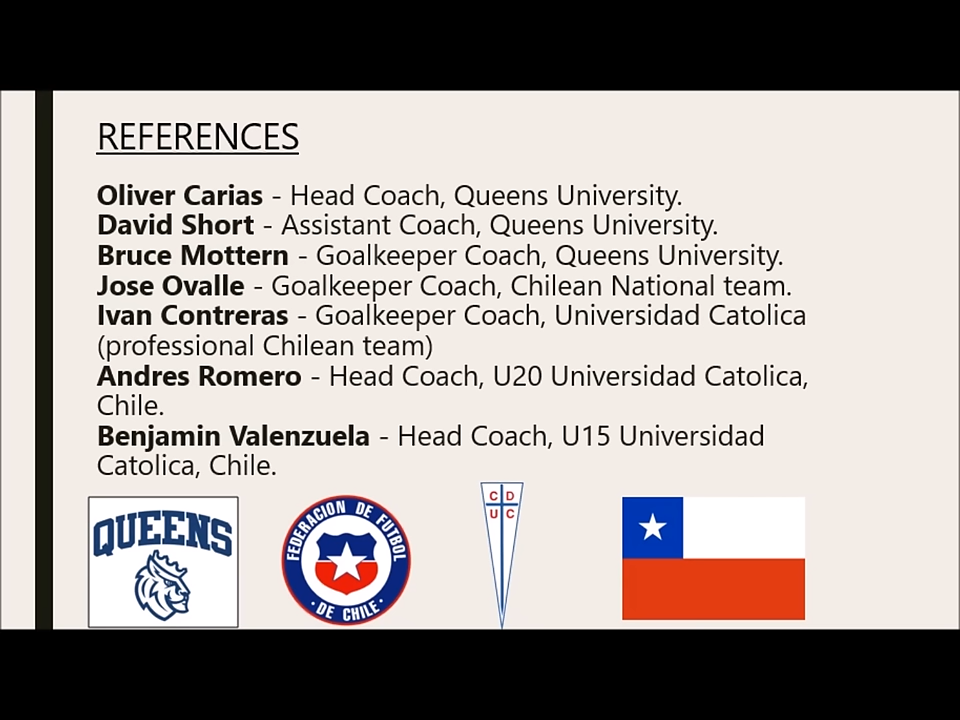 REFERENCES
Oliver Carias - Head Coach, Queens University.
David Short - Assistant Coach, Queens University.
Bruce Mottern - Goalkeeper Coach, Queens University.
Jose Ovalle - Goalkeeper Coach, Chilean National team.
Ivan Contreras - Goalkeeper Coach, Universidad Catolica
(professional Chilean team)
Andres Romero - Head Coach, U20 Universidad Catolica,
Chile.
Benjamin Valenzuela - Head Coach, U15 Universidad
Catolica, Chile.
QUEENS
FEDERACION DE FUTBOL
· DE CHILE ·
C D
U C